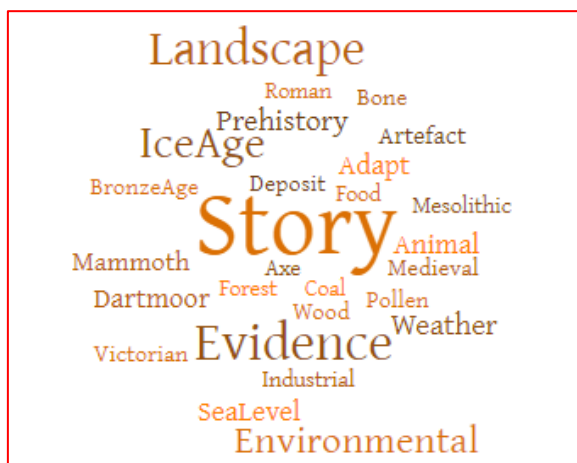 Landscape
Roman Bone
Prehistory
Artefact
IceAge
Adapt
BronzeAge Deposit Food
Mesolithic
Story
Animal
Mammoth Axe Medieval
Dartmoor Forest Coal Pollen
Wood
Weather
Victorian Evidence
Industrial
SeaLevel
Environmental